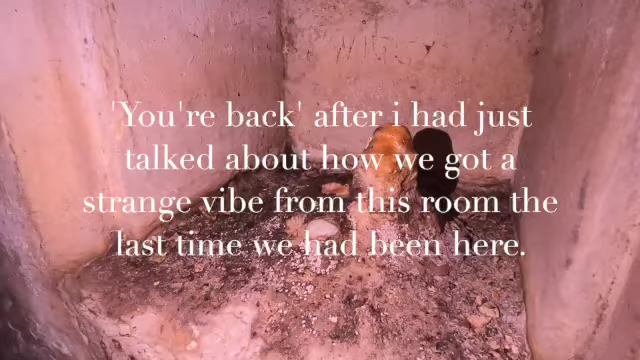 'You're back' after i had just
talked about how we got a
strange vibe from this room the
last time we had been here.